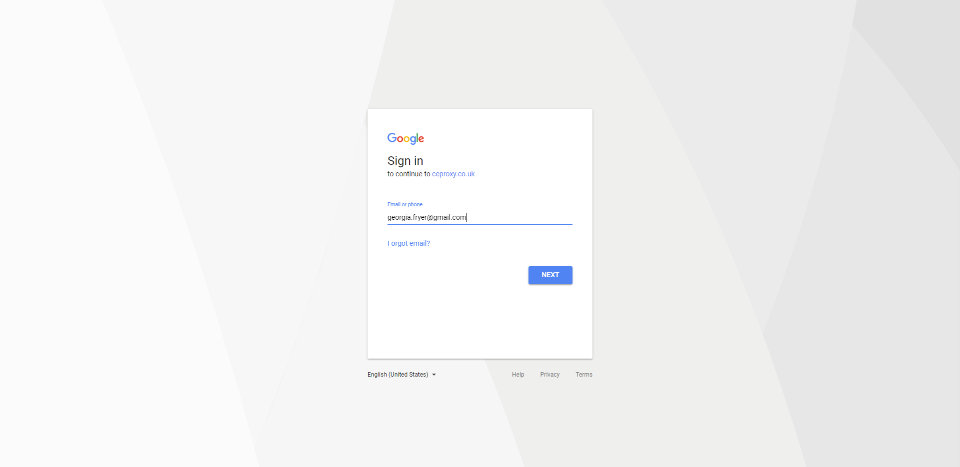 Google
Sign in
to continue to ceproxy.co.uk
Email or phone
georgia.fryer@gmail.com
Forgot email?
NEXT
English (United States)
Help Privacy Terms